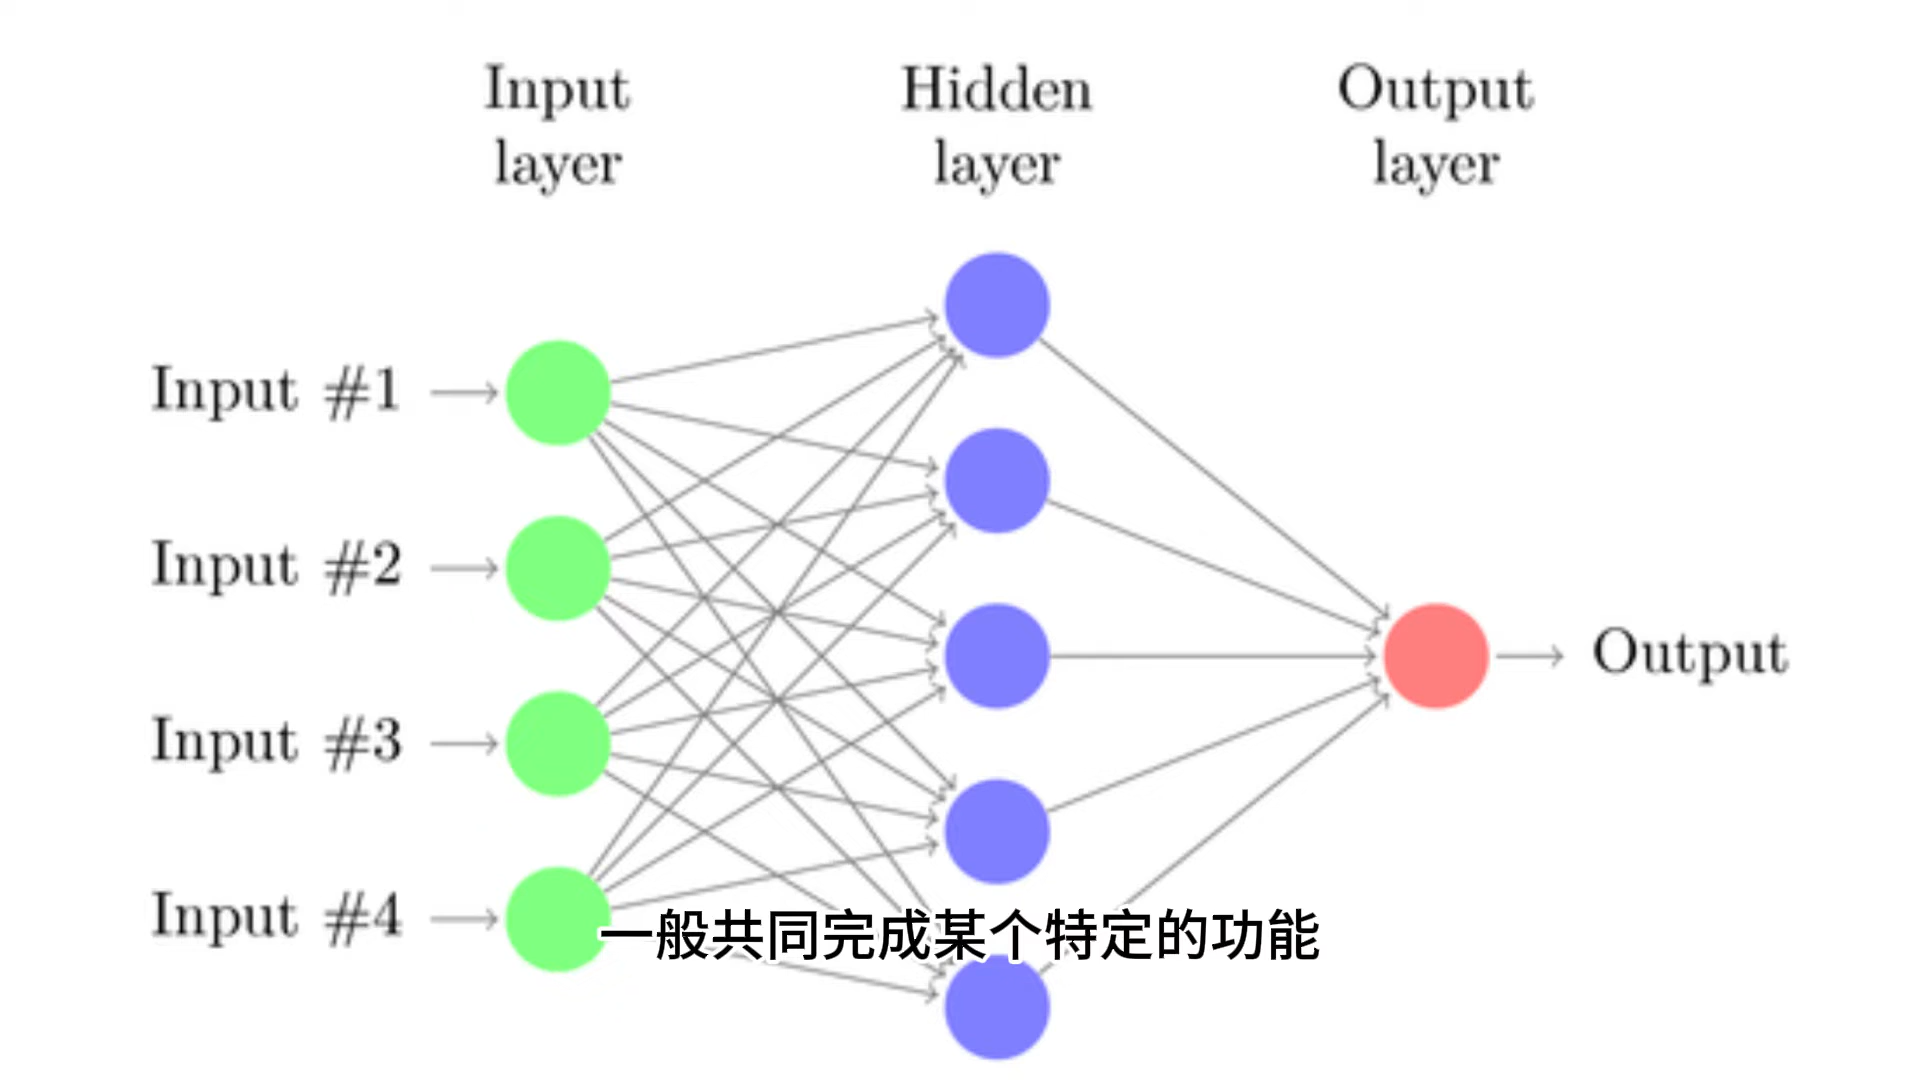 Input
layer
Hidden
layer
Output
layer
Input #1
Input #2
Input #3
Input #4
Output
一般共同完成某个特定的功能